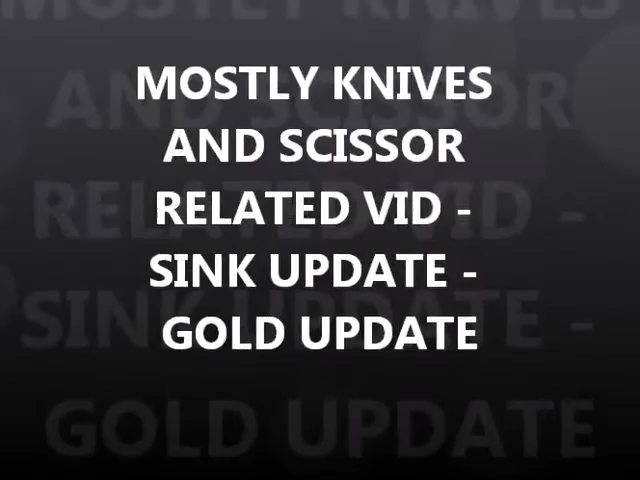 MOSTLY KNIVES
AND SCISSOR
RELATED VID -
SINK UPDATE -
GOLD UPDATE